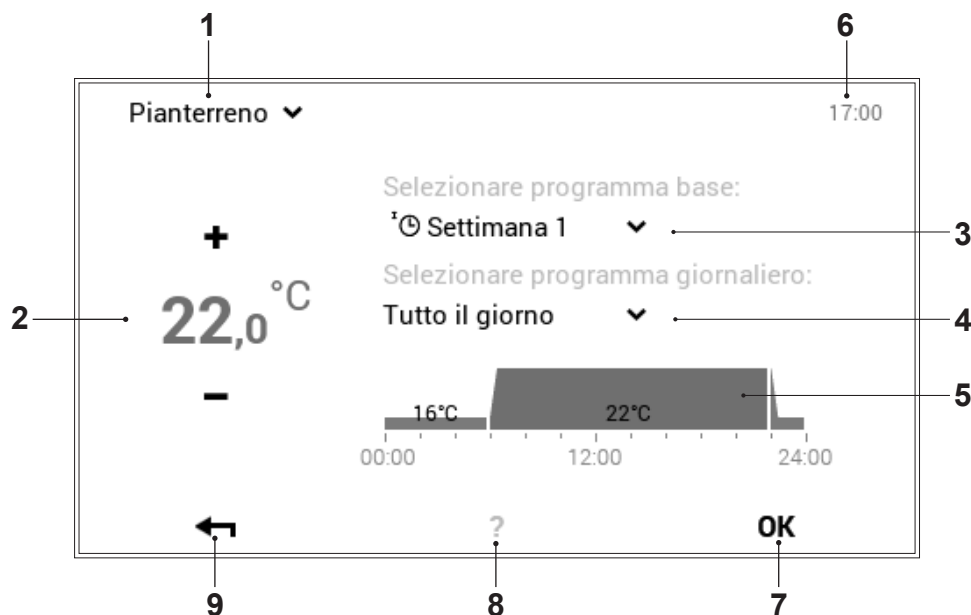 1 6
Pianterreno 17:00
Selezionare programma base:
I Settimana 1
3
Selezionare programma giornaliero:
+
22,0 °C
2
Tutto il giorno
4
−
16°C 22°C
5
00:00 12:00 24:00
? OK
9 8 7